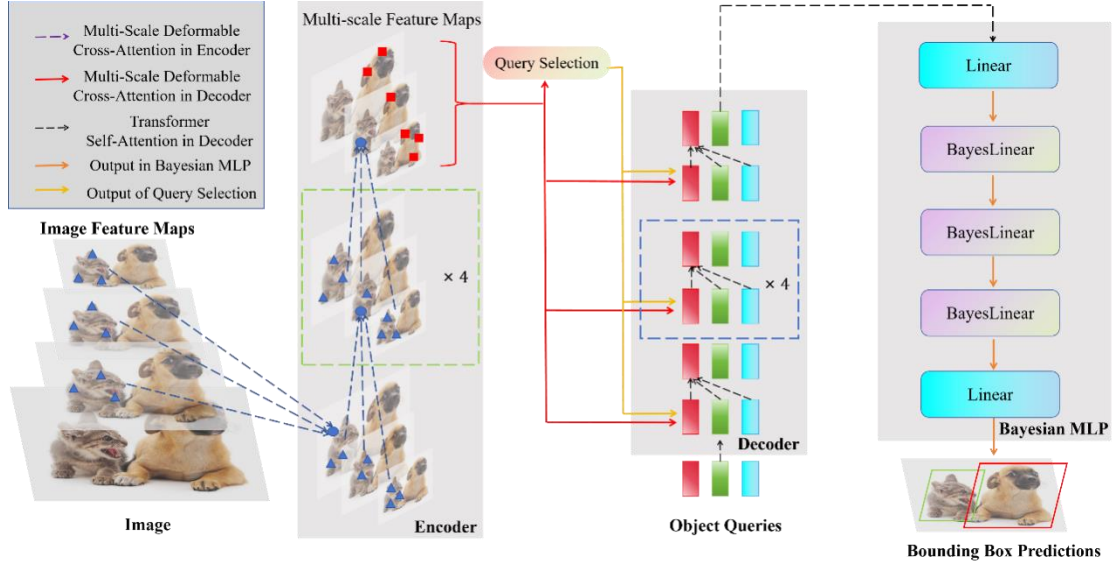 Multi-Scale Deformable
Cross-Attention in Encoder
Multi-Scale Deformable
Cross-Attention in Decoder
Transformer
Self-Attention in Decoder
Output in Bayesian MLP
Output of Query Selection
Image Feature Maps
Image
Multi-scale Feature Maps
× 4
Encoder
Query Selection
× 4
Decoder
Object Queries
Linear
BayesLinear
BayesLinear
BayesLinear
Linear
Bayesian MLP
Bounding Box Predictions